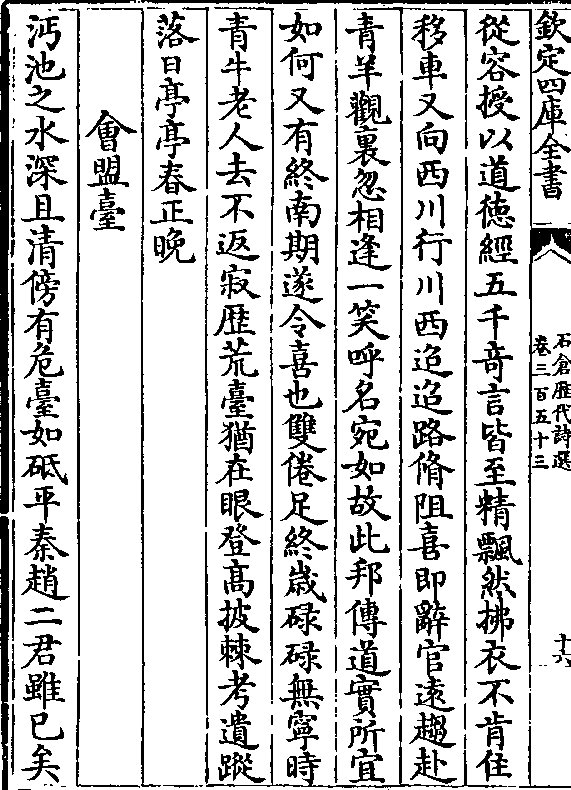 欽定四庫全書
石倉歴代詩選
卷三百五十三
十六
從容授以道德經五千竒言皆至精飄然拂衣不肯住
移車又向西川行川西迢迢路脩阻喜即辭官遠趨赴
青羊觀裏忽相逢一笑呼名宛如故此邦傳道實所宜
如何又有終南期遂令喜也雙倦足終歲碌碌無寧時
青牛老人去不返寂歴荒臺猶在眼登髙披棘考遺蹤
落日亭亭春正晩
會盟臺
沔池之水深且清傍有危臺如砥平秦趙二君雖已矣